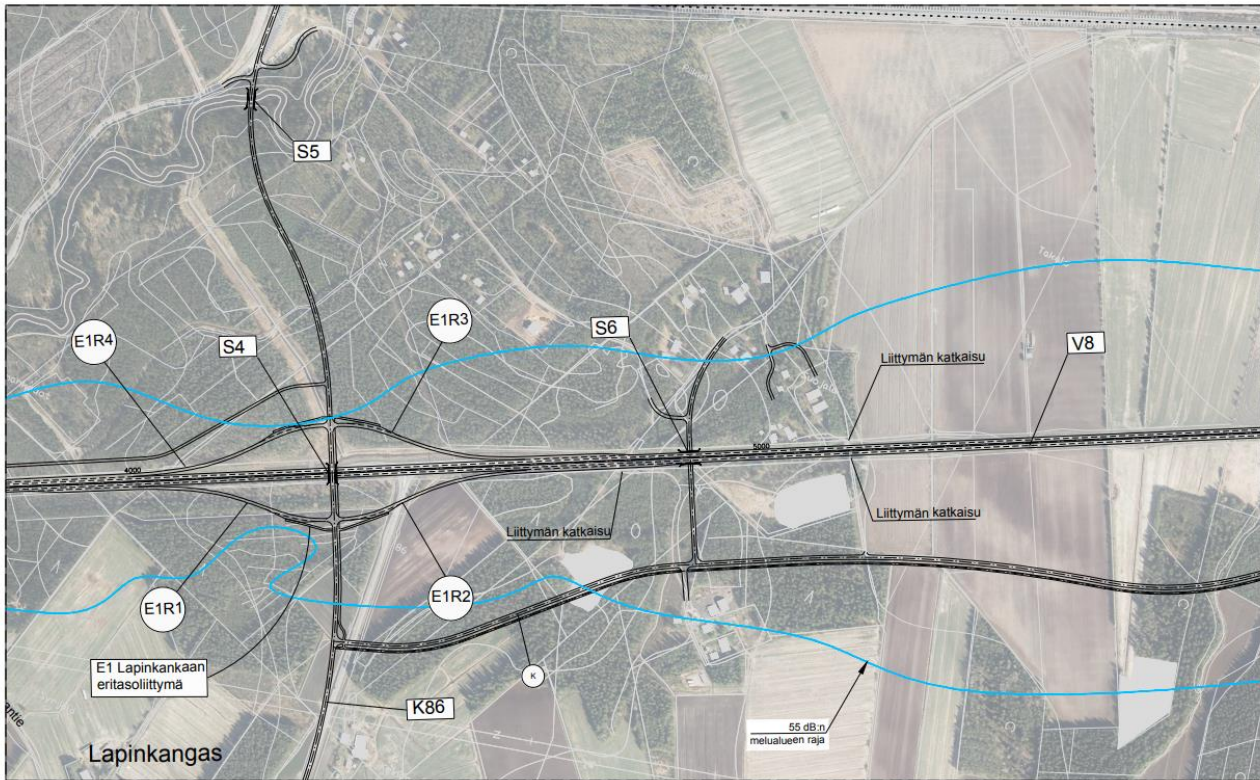 S5
E1R4
S4
E1R3
S6
V8
Liittymän katkaisu
4000
5000
Liittymän katkaisu
Liittymän katkaisu
E1R1
E1R2
E1 Lapinkankaan
eritasoliittymä
K
K86
55 dB:n
melualueen raja
Lapinkangas